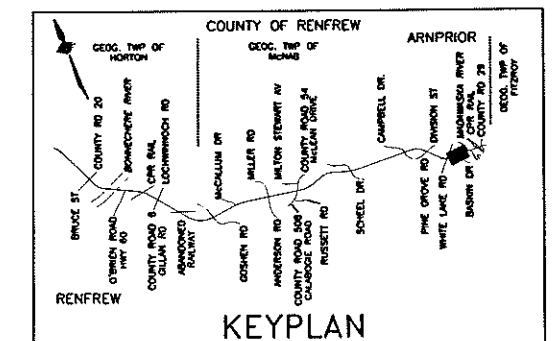 COUNTY OF RENFREW
GEOG. TWP OF
HORTON
GEOG. TWP OF
McNAB
ARNPRIOR
GEOG. TWP OF
FITZROY
BRUCE ST
COUNTY RD 20
BONNECHERE RIVER
O'BRIEN ROAD
HWY 60
CPR RAIL
COUNTY ROAD 6
GILLAN RD
LOCHWINNOCH RD
ABANDONED
RAILWAY
McCALLUM DR
GOSHEN RD
MILLER RD
ANDERSON RD
MILTON STEWART AV
COUNTY ROAD 54
McLEAN DRIVE
COUNTY ROAD 508
CALABOGIE ROAD
RUSSETT RD
SCHEEL DR.
CAMPBELL DR.
PINE GROVE RD
DIVISION ST
WHITE LAKE RD
MADAWASKA RIVER
BASKIN DR
CPR RAIL
COUNTY RD 29
RENFREW
KEYPLAN